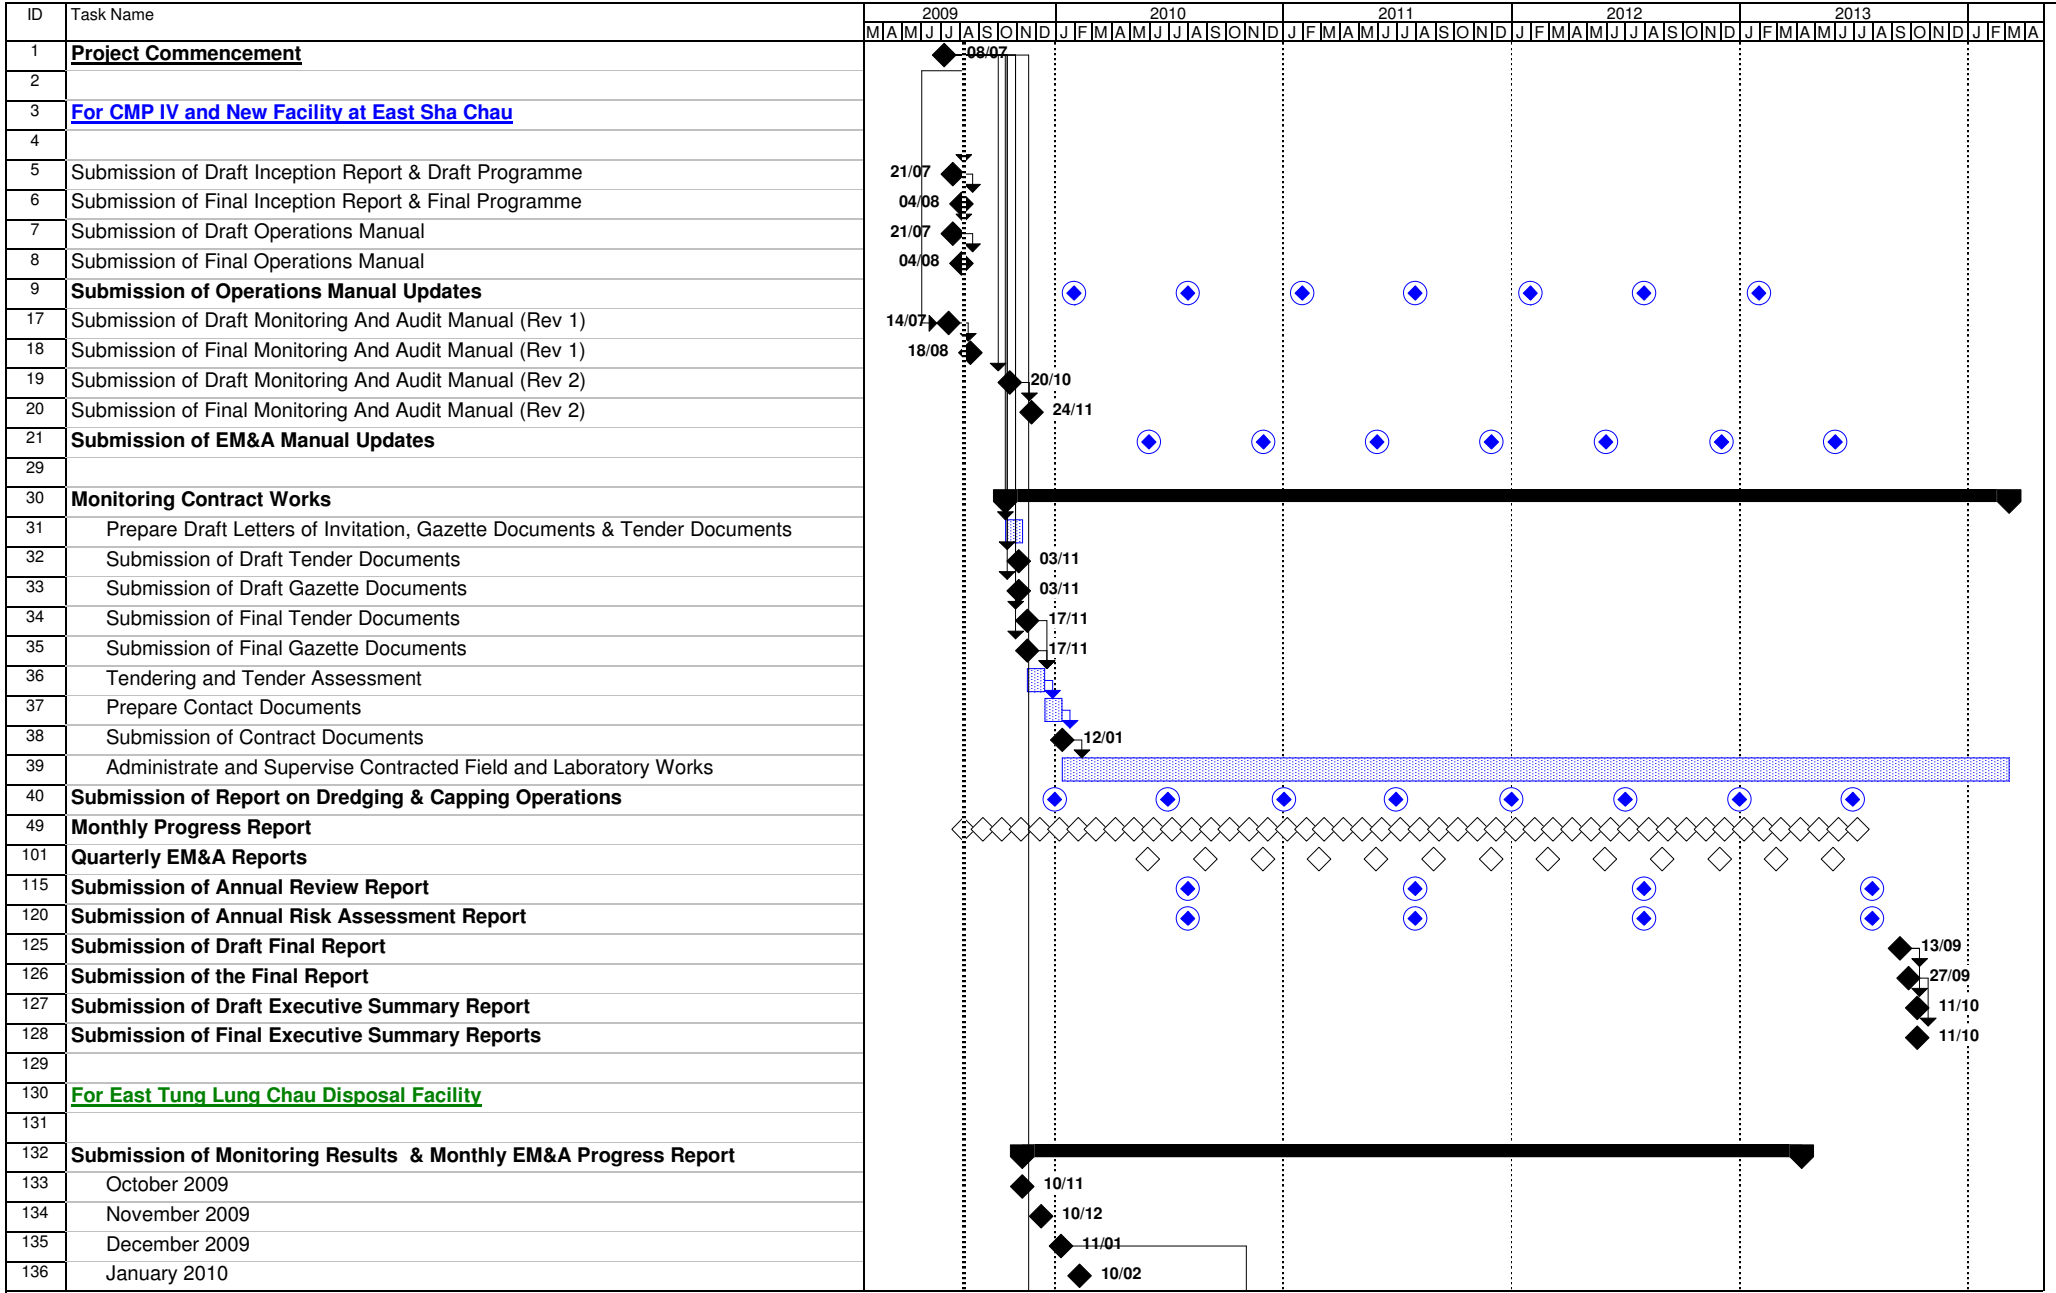 ID Task Name 2009 2010 2011 2012 2013
M A M J J A S O N D J F M A M J J A S O N D J F M A M J J A S O N D J F M A M J J A S O N D J F M A M J J A S O N D J F M A
1 Project Commencement 08/07
2
3 For CMP IV and New Facility at East Sha Chau
4
5 Submission of Draft Inception Report & Draft Programme 21/07
6 Submission of Final Inception Report & Final Programme 04/08
7 Submission of Draft Operations Manual 21/07
8 Submission of Final Operations Manual 04/08
9 Submission of Operations Manual Updates
17 Submission of Draft Monitoring And Audit Manual (Rev 1) 14/07
18 Submission of Final Monitoring And Audit Manual (Rev 1) 18/08
19 Submission of Draft Monitoring And Audit Manual (Rev 2) 20/10
20 Submission of Final Monitoring And Audit Manual (Rev 2) 24/11
21 Submission of EM&A Manual Updates
29
30 Monitoring Contract Works
31 Prepare Draft Letters of Invitation, Gazette Documents & Tender Documents
32 Submission of Draft Tender Documents 03/11
33 Submission of Draft Gazette Documents 03/11
34 Submission of Final Tender Documents 17/11
35 Submission of Final Gazette Documents 17/11
36 Tendering and Tender Assessment
37 Prepare Contact Documents
38 Submission of Contract Documents 12/01
39 Administrate and Supervise Contracted Field and Laboratory Works
40 Submission of Report on Dredging & Capping Operations
49 Monthly Progress Report
101 Quarterly EM&A Reports
115 Submission of Annual Review Report
120 Submission of Annual Risk Assessment Report
125 Submission of Draft Final Report 13/09
126 Submission of the Final Report 27/09
127 Submission of Draft Executive Summary Report 11/10
128 Submission of Final Executive Summary Reports 11/10
129
130 For East Tung Lung Chau Disposal Facility
131
132 Submission of Monitoring Results & Monthly EM&A Progress Report
133 October 2009 10/11
134 November 2009 10/12
135 December 2009 11/01
136 January 2010 10/02